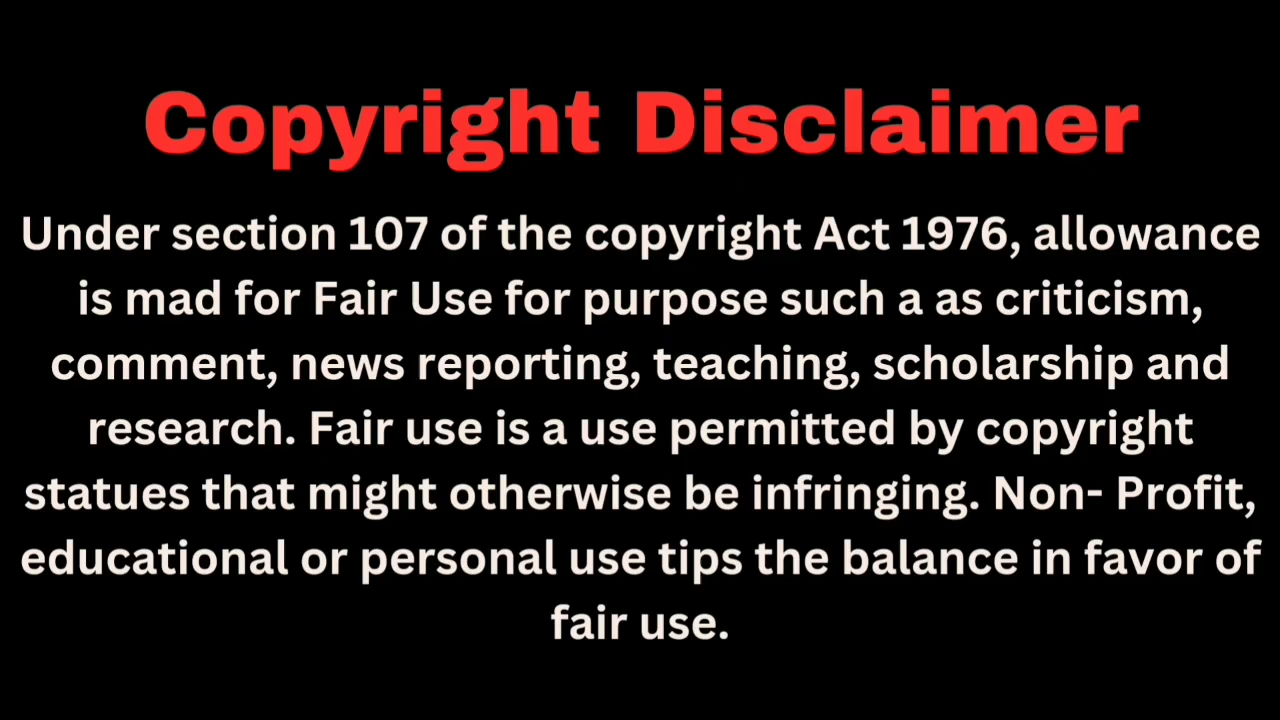 Copyright Disclaimer
Under section 107 of the copyright Act 1976, allowance
is mad for Fair Use for purpose such a as criticism,
comment, news reporting, teaching, scholarship and
research. Fair use is a use permitted by copyright
statues that might otherwise be infringing. Non- Profit,
educational or personal use tips the balance in favor of
fair use.